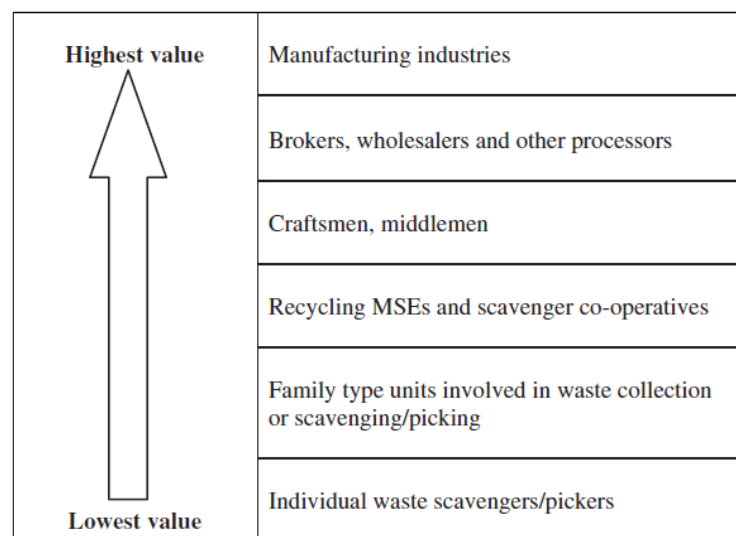 Highest value
Manufacturing industries
Brokers, wholesalers and other processors
Craftsmen, middlemen
Recycling MSEs and scavenger co-operatives
Family type units involved in waste collection
or scavenging/picking
Individual waste scavengers/pickers
Lowest value